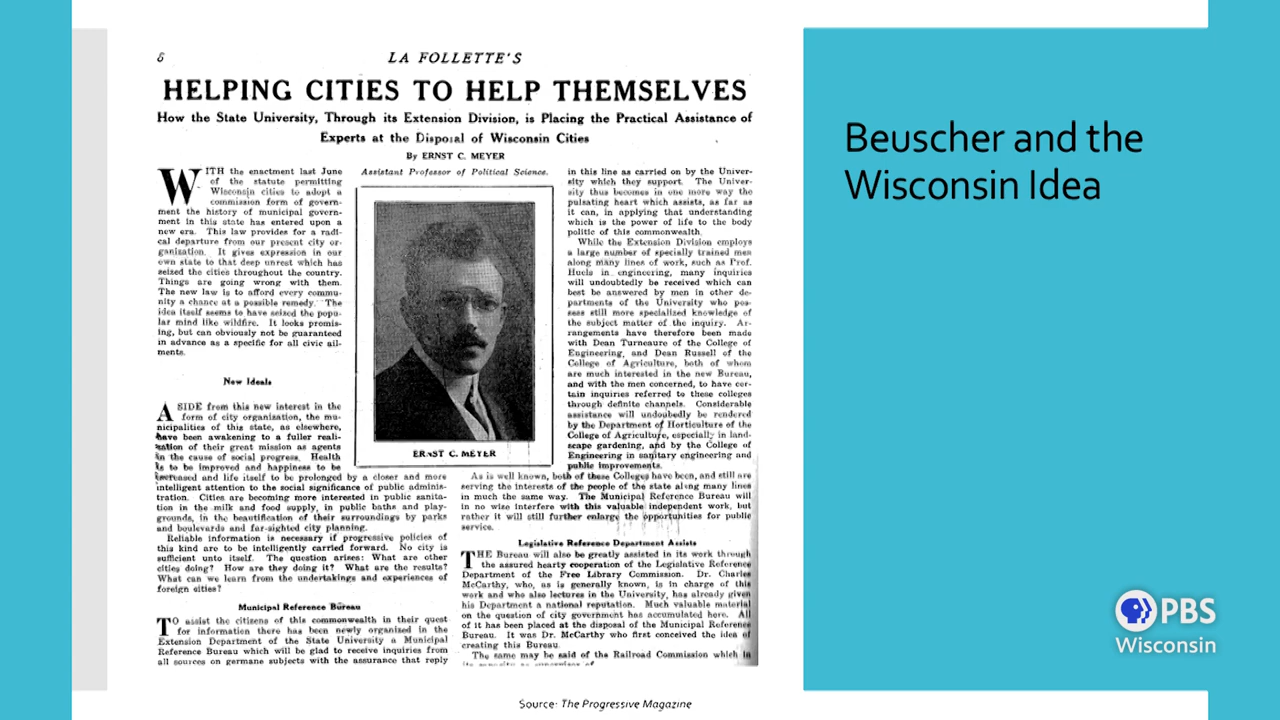 8
LA FOLLETTE'S
HELPING CITIES TO HELP THEMSELVES
How the State University, Through its Extension Division, is Placing the Practical Assistance of
Experts at the Disposal of Wisconsin Cities
By ERNST C. MEYER
Assistant Professor of Political Science.
WITH the enactment last June
of the statute permitting
Wisconsin cities to adopt a
commission form of govern-
ment the history of municipal govern-
ment in this state has entered upon a
new era. This law provides for a radi-
cal departure from our present city or-
ganization. It gives expression in our
own state to that deep unrest which has
seized the cities throughout the country.
Things are going wrong with them.
The new law is to afford every commu-
nity a chance at a possible remedy. The
idea itself seems to have seized the popu-
lar mind like wildfire. It looks promis-
ing, but can obviously not be guaranteed
in advance as a specific for all civic ail-
ments.
New Ideals
ASIDE from this new interest in the
form of city organization, the mu-
nicipalities of this state, as elsewhere,
have been awakening to a fuller reali-
zation of their great mission as agents
in the cause of social progress. Health
is to be improved and happiness to be
increased and life itself to be prolonged by a closer and more
intelligent attention to the social significance of public adminis-
tration. Cities are becoming more interested in public sanita-
tion in the milk and food supply, in public baths and play-
grounds, in the beautification of their surroundings by parks
and boulevards and far-sighted city planning.
Reliable information is necessary if progressive policies of
this kind are to be intelligently carried forward. No city is
sufficient unto itself. The question arises: What are other
cities doing? How are they doing it? What are the results?
What can we learn from the undertakings and experiences of
foreign cities?
Municipal Reference Bureau
TO assist the citizens of this commonwealth in their quest
for information there has been newly organized in the
Extension Department of the State University a Municipal
Reference Bureau which will be glad to receive inquiries from
all sources on germane subjects with the assurance that reply
ERNST C. MEYER
in this line as carried on by the Univer-
sity which they support. The Univer-
sity thus becomes in one more way the
pulsating heart which assists, as far as
it can, in applying that understanding
which is the power of life to the body
politic of this commonwealth.
While the Extension Division employs
a large number of specially trained men
along many lines of work, such as Prof.
Huels in engineering, many inquiries
will undoubtedly be received which can
best be answered by men in other de-
partments of the University who pos-
sess still more specialized knowledge of
the subject matter of the inquiry. Ar-
rangements have therefore been made
with Dean Turneaure of the College of
Engineering, and Dean Russell of the
College of Agriculture, both of whom
are much interested in the new Bureau,
and with the men concerned, to have cer-
tain inquiries referred to these colleges
through definite channels. Considerable
assistance will undoubedly be rendered
by the Department of Horticulture of the
College of Agriculture, especially in land-
scape gardening, and by the College of
Engineering in sanitary engineering and
public improvements.
As is well known, both of these Colleges have been, and still are
serving the interests of the people of the state along many lines
in much the same way. The Municipal Reference Bureau will
in no wise interfere with this valuable independent work, but
rather it will still further enlarge the opportunities for public
service.
Legislative Reference Department Assists
THE Bureau will also be greatly assisted in its work through
the assured hearty cooperation of the Legislative Reference
Department of the Free Library Commission. Dr. Charles
McCarthy, who, as is generally known, is in charge of this
work and who also lectures in the University, has already given
his Department a national reputation. Much valuable material
on the question of city government has accumulated here. All
of it has been placed at the disposal of the Municipal Reference
Bureau. It was Dr. McCarthy who first conceived the idea of
creating this Bureau.
The same may be said of the Railroad Commission which in
Source: The Progressive Magazine
Beuscher and the
Wisconsin Idea
PBS
Wisconsin